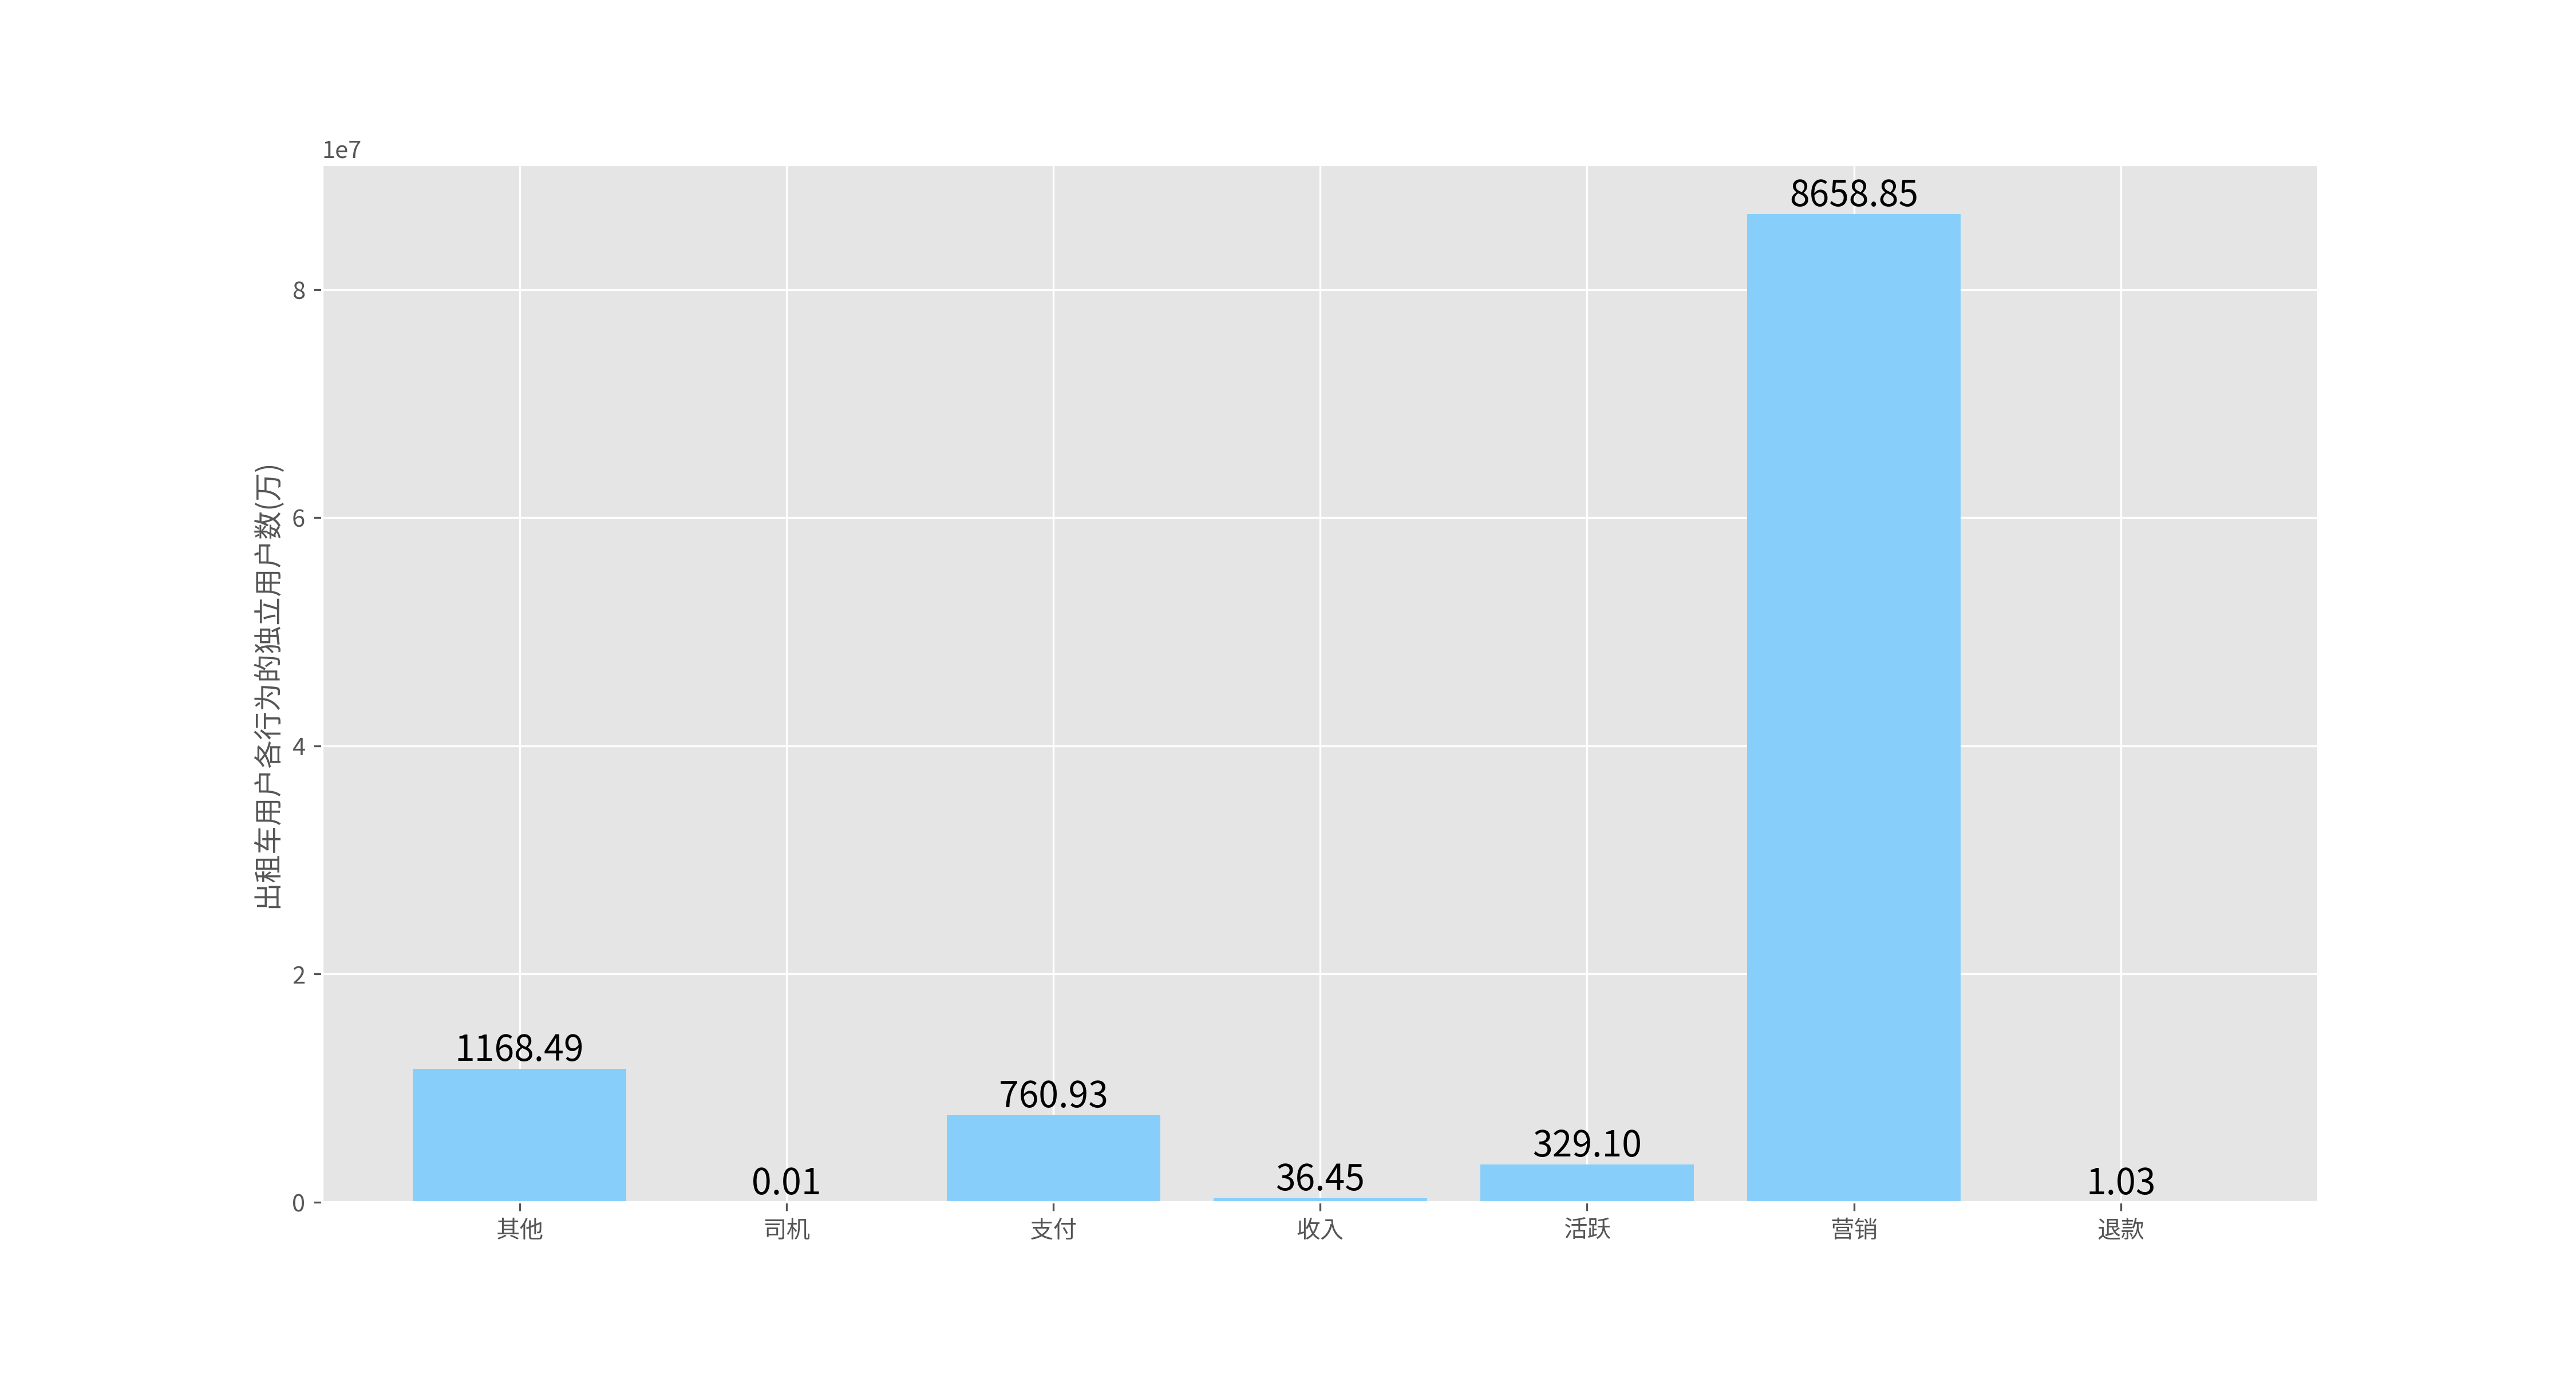 1e7
8658.85
8
6
4
2
0
出租车用户各行为的独立用户数(万)
1168.49
0.01
760.93
36.45
329.10
1.03
其他
司机
支付
收入
活跃
营销
退款